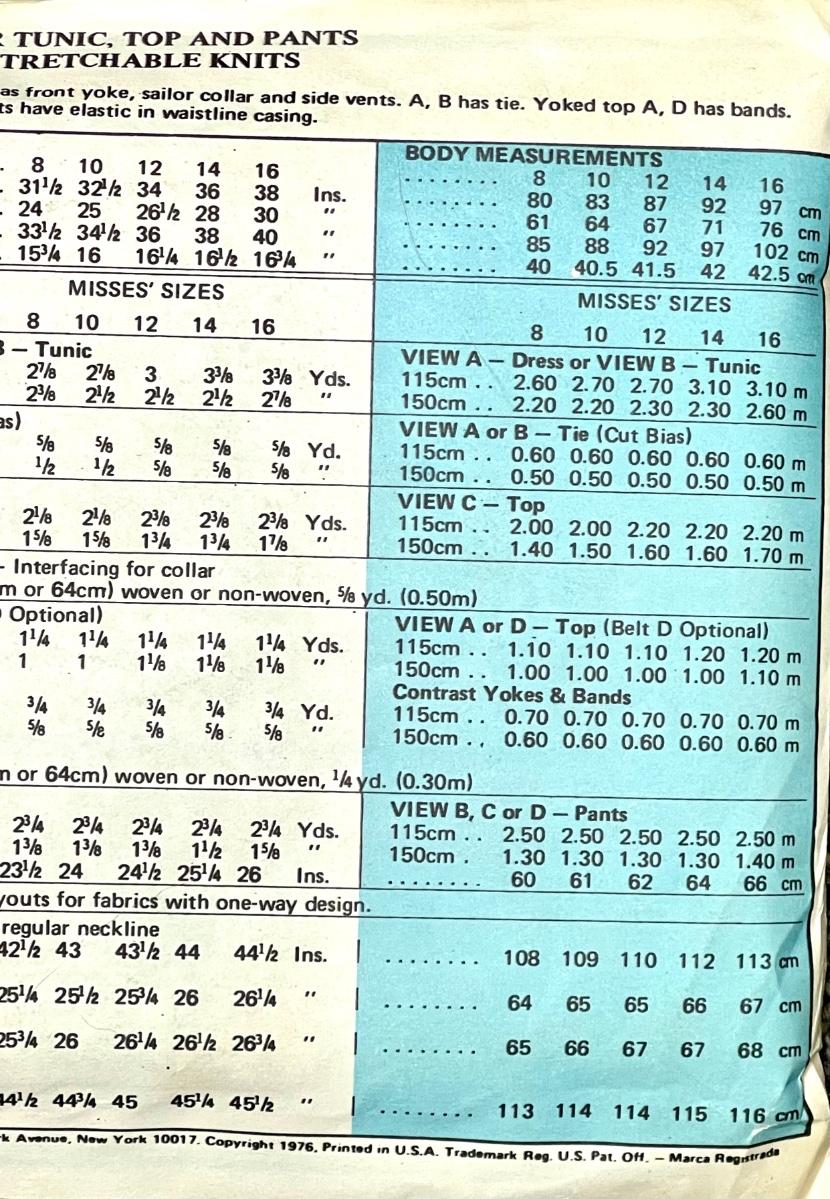 R TUNIC, TOP AND PANTS
TRETCHABLE KNITS
as front yoke, sailor collar and side vents. A, B has tie. Yoked top A, D has bands.
ts have elastic in waistline casing.
BODY MEASUREMENTS
. 8 10 12 14 16 ........ 8 10 12 14 16
. 31½ 32½ 34 36 38 Ins. ........ 80 83 87 92 97 cm
. 24 25 26½ 28 30 " ........ 61 64 67 71 76 cm
. 33½ 34½ 36 38 40 " ........ 85 88 92 97 102 cm
. 15¾ 16 16¼ 16½ 16¾ " ........ 40 40.5 41.5 42 42.5 cm
MISSES' SIZES MISSES' SIZES
8 10 12 14 16 8 10 12 14 16
B – Tunic VIEW A – Dress or VIEW B – Tunic
2⅞ 2⅞ 3 3⅜ 3⅜ Yds. 115cm .. 2.60 2.70 2.70 3.10 3.10 m
2⅜ 2½ 2½ 2½ 2⅞ " 150cm .. 2.20 2.20 2.30 2.30 2.60 m
as) VIEW A or B – Tie (Cut Bias)
⅝ ⅝ ⅝ ⅝ ⅝ Yd. 115cm .. 0.60 0.60 0.60 0.60 0.60 m
½ ½ ⅝ ⅝ ⅝ " 150cm .. 0.50 0.50 0.50 0.50 0.50 m
VIEW C – Top
2⅛ 2⅛ 2⅜ 2⅜ 2⅜ Yds. 115cm .. 2.00 2.00 2.20 2.20 2.20 m
1⅝ 1⅝ 1¾ 1¾ 1⅞ " 150cm .. 1.40 1.50 1.60 1.60 1.70 m
- Interfacing for collar
m or 64cm) woven or non-woven, ⅝ yd. (0.50m)
Optional) VIEW A or D – Top (Belt D Optional)
1¼ 1¼ 1¼ 1¼ 1¼ Yds. 115cm .. 1.10 1.10 1.10 1.20 1.20 m
1 1 1⅛ 1⅛ 1⅛ " 150cm .. 1.00 1.00 1.00 1.00 1.10 m
Contrast Yokes & Bands
¾ ¾ ¾ ¾ ¾ Yd. 115cm .. 0.70 0.70 0.70 0.70 0.70 m
⅝ ⅝ ⅝ ⅝ ⅝ " 150cm .. 0.60 0.60 0.60 0.60 0.60 m
n or 64cm) woven or non-woven, ¼ yd. (0.30m)
VIEW B, C or D – Pants
2¾ 2¾ 2¾ 2¾ 2¾ Yds. 115cm .. 2.50 2.50 2.50 2.50 2.50 m
1⅜ 1⅜ 1⅜ 1½ 1⅝ " 150cm . 1.30 1.30 1.30 1.30 1.40 m
23½ 24 24½ 25¼ 26 Ins. ........ 60 61 62 64 66 cm
youts for fabrics with one-way design.
regular neckline
42½ 43 43½ 44 44½ Ins. ........ 108 109 110 112 113 cm
25¼ 25½ 25¾ 26 26¼ " ........ 64 65 65 66 67 cm
25¾ 26 26¼ 26½ 26¾ " ........ 65 66 67 67 68 cm
44½ 44¾ 45 45¼ 45½ " ........ 113 114 114 115 116 cm
k Avenue, New York 10017. Copyright 1976, Printed in U.S.A. Trademark Reg. U.S. Pat. Off. – Marca Registrada